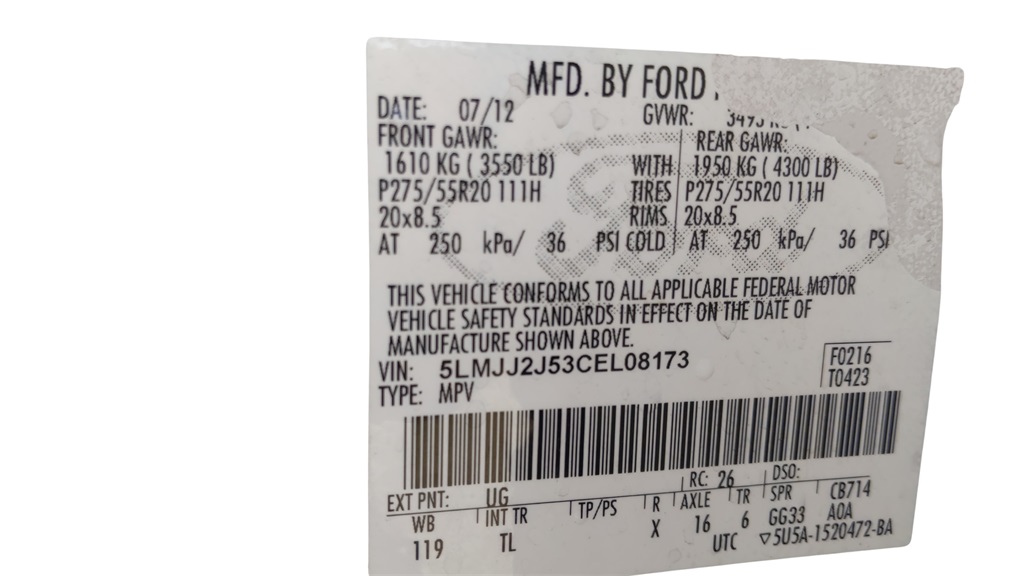 MFD. BY FORD
DATE: 07/12 GVWR:
FRONT GAWR: REAR GAWR:
1610 KG ( 3550 LB) WITH 1950 KG ( 4300 LB)
P275/55R20 111H TIRES P275/55R20 111H
20x8.5 RIMS 20x8.5
AT 250 kPa/ 36 PSI COLD AT 250 kPa/ 36 PSI
THIS VEHICLE CONFORMS TO ALL APPLICABLE FEDERAL MOTOR
VEHICLE SAFETY STANDARDS IN EFFECT ON THE DATE OF
MANUFACTURE SHOWN ABOVE.
VIN: 5LMJJ2J53CEL08173
TYPE: MPV
F0216
T0423
EXT PNT: UG RC: 26 DSO:
WB INT TR TP/PS R AXLE TR SPR CB714
119 TL X 16 6 GG33 A0A
UTC ▽5U5A-1520472-BA